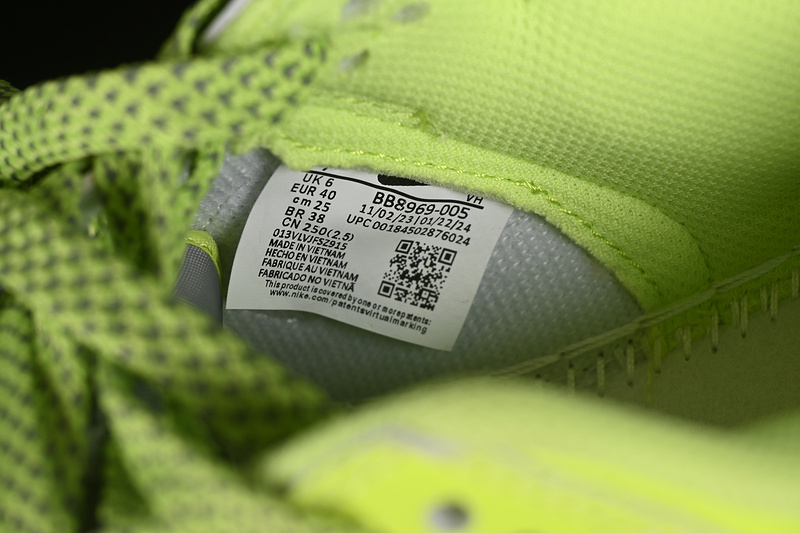 UK 6
EUR 40
cm 25
BR 38
CN 250(2.5)
013VLVJFSZ915
MADE IN VIETNAM
HECHO EN VIETNAM
FABRIQUE AU VIETNAM
FABRICADO NO VIETNÃ
This product is covered by one or more patents:
www.nike.com/patentsvirtualmarking
VH
BB8969-005
11/02/23 01/22/24
UPC 00184502876024